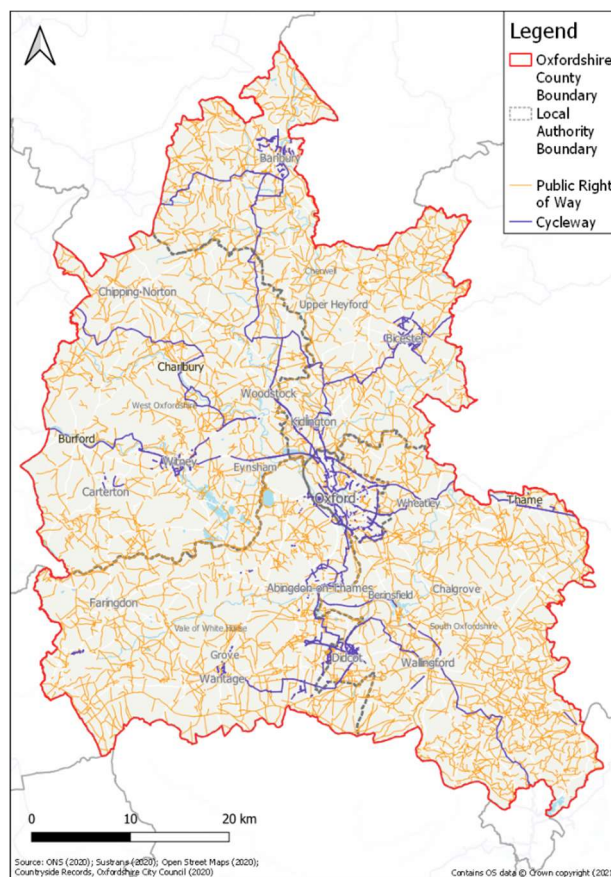 Legend
Oxfordshire
County
Boundary
Local
Authority
Boundary
Public Right
of Way
Cycleway
Banbury
Cherwell
Chipping-Norton
Upper Heyford
Bicester
Charbury
Woodstock
West Oxfordshire
Kidlington
Burford
Witney
Eynsham
Carterton
Oxford
Wheatley
Thame
Abingdon-on-Thames
Berinsfield
Chalgrove
Faringdon
Vale of White Horse
South Oxfordshire
Grove
Didcot
Wallingford
Wantage
0 10 20 km
Source: ONS (2020); Sustrans (2020); Open Street Maps (2020);
Countryside Records, Oxfordshire City Council (2020)
Contains OS data © Crown copyright (202